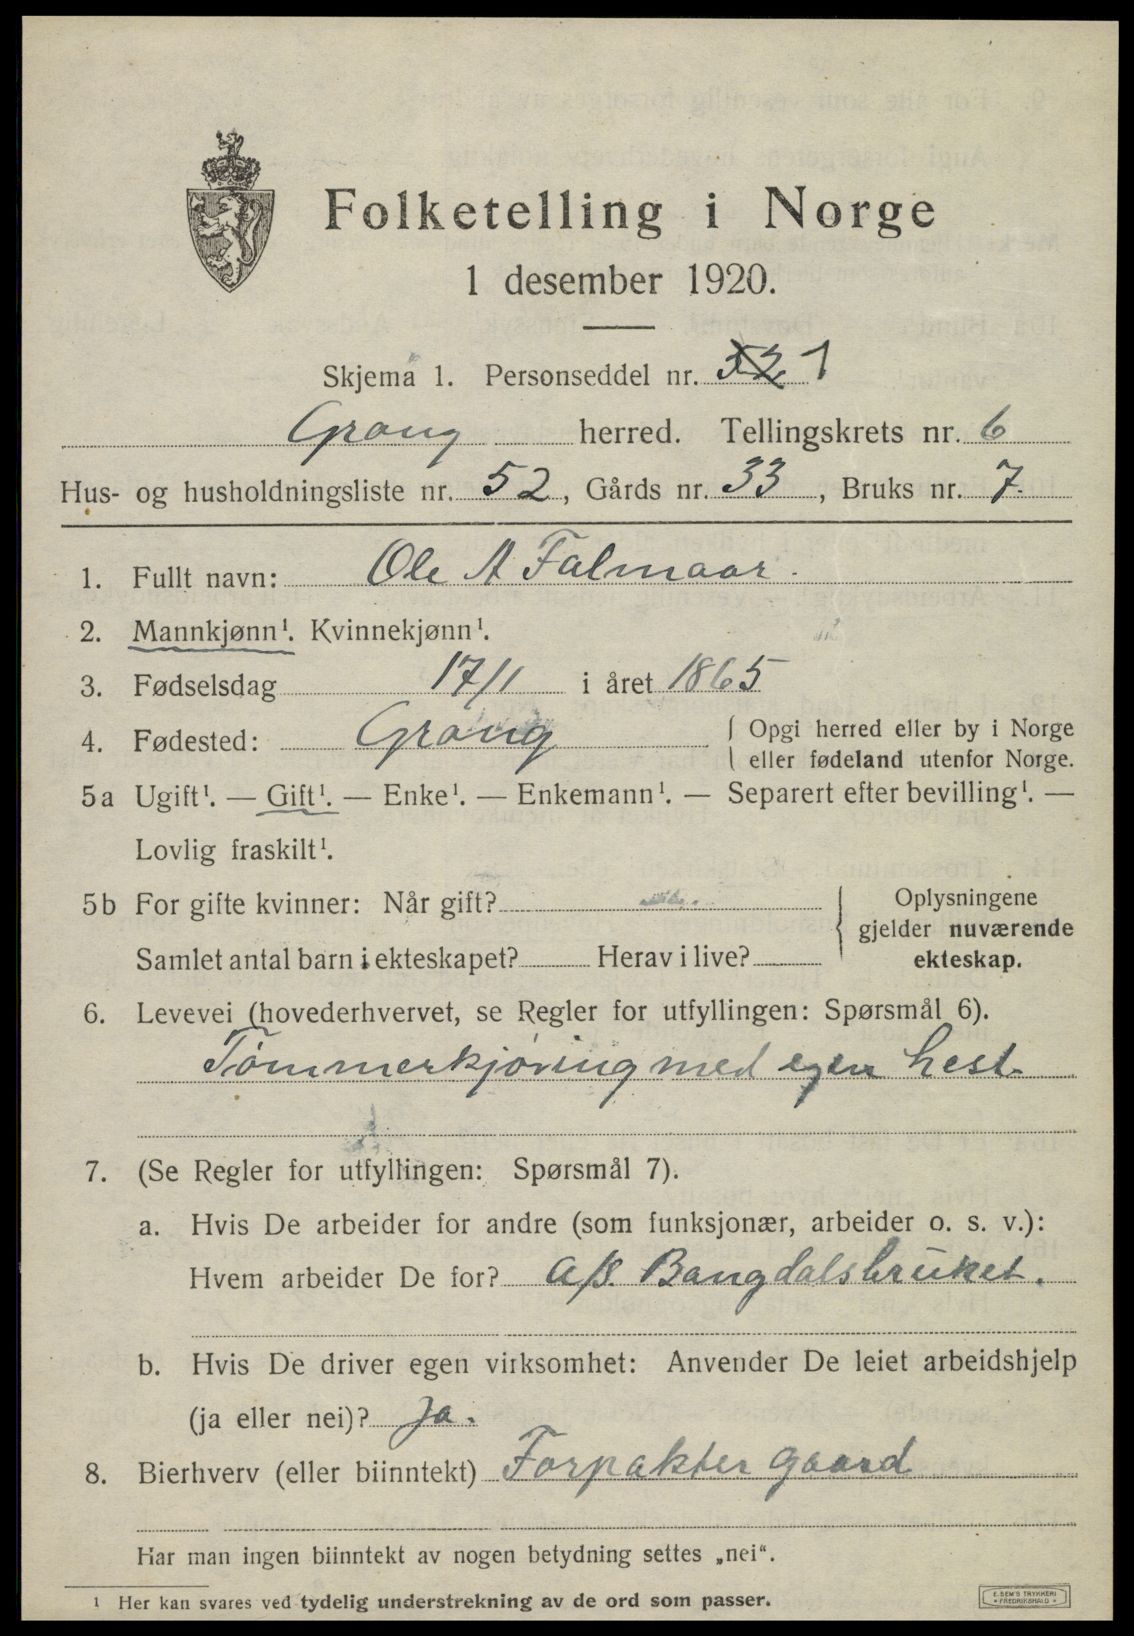 Folketelling i Norge
1 desember 1920.
Skjema 1. Personseddel nr. 1
Grong herred. Tellingskrets nr. 6
Hus- og husholdningsliste nr. 52, Gårds nr. 33, Bruks nr. 7.
1. Fullt navn: Ole A Falmaar.
2. Mannkjønn¹. Kvinnekjønn¹.
3. Fødselsdag 17/1 i året 1865
4. Fødested: Grong { Opgi herred eller by i Norge
eller fødeland utenfor Norge.
5a Ugift¹. — Gift¹. — Enke¹. — Enkemann¹. — Separert efter bevilling¹. —
Lovlig fraskilt¹.
5b For gifte kvinner: Når gift? Oplysningene
gjelder nuværende
Samlet antal barn i ekteskapet? Herav i live? ekteskap.
6. Levevei (hovederhvervet, se Regler for utfyllingen: Spørsmål 6).
Tømmerkjøring med egen hest
7. (Se Regler for utfyllingen: Spørsmål 7).
a. Hvis De arbeider for andre (som funksjonær, arbeider o. s. v.):
Hvem arbeider De for? A/S. Bangdalsbruket.
b. Hvis De driver egen virksomhet: Anvender De leiet arbeidshjelp
(ja eller nei)? Ja.
8. Bierhverv (eller biinntekt) Forpakter gaard
Har man ingen biinntekt av nogen betydning settes „nei“.
1 Her kan svares ved tydelig understrekning av de ord som passer.
E. SEM'S TRYKKERI
FREDRIKSHALD